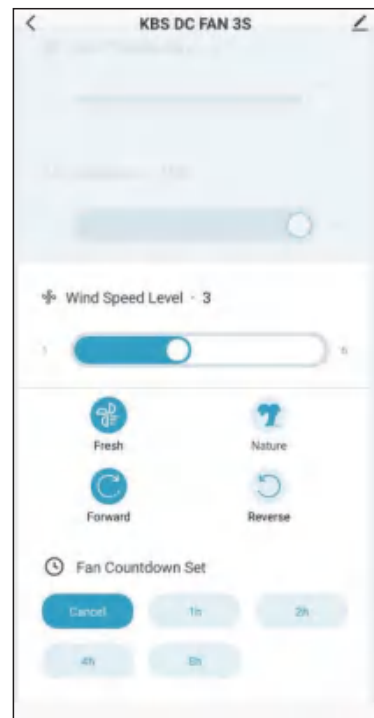 KBS DC FAN 3S
Wind Speed Level · 3
1 6
Fresh Nature
Forward Reverse
Fan Countdown Set
Cancel 1h 2h
4h 8h